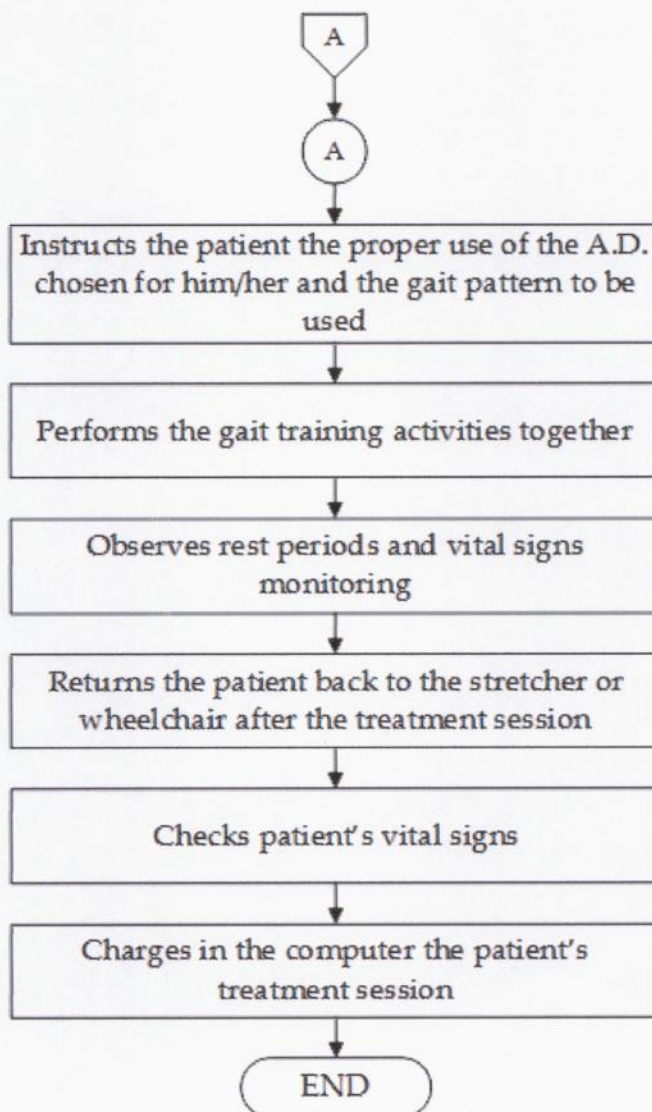 A
A
Instructs the patient the proper use of the A.D.
chosen for him/her and the gait pattern to be
used
Performs the gait training activities together
Observes rest periods and vital signs
monitoring
Returns the patient back to the stretcher or
wheelchair after the treatment session
Checks patient's vital signs
Charges in the computer the patient's
treatment session
END